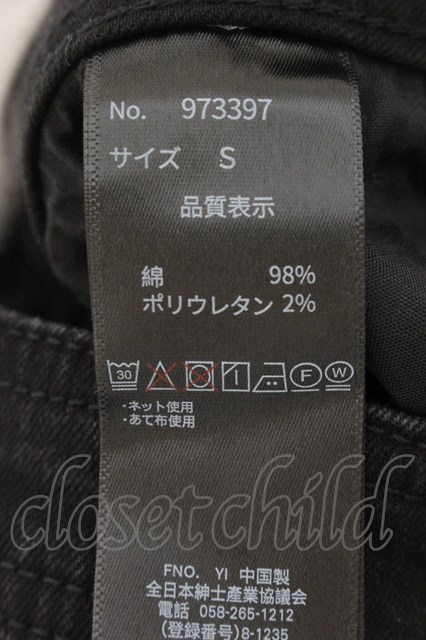 No. 973397
サイズ S
品質表示
綿 98%
ポリウレタン 2%
30 F W
・ネット使用
・あて布使用
closet child
FNO. YI 中国製
全日本紳士産業協議会
電話 058-265-1212
(登録番号 8-1235